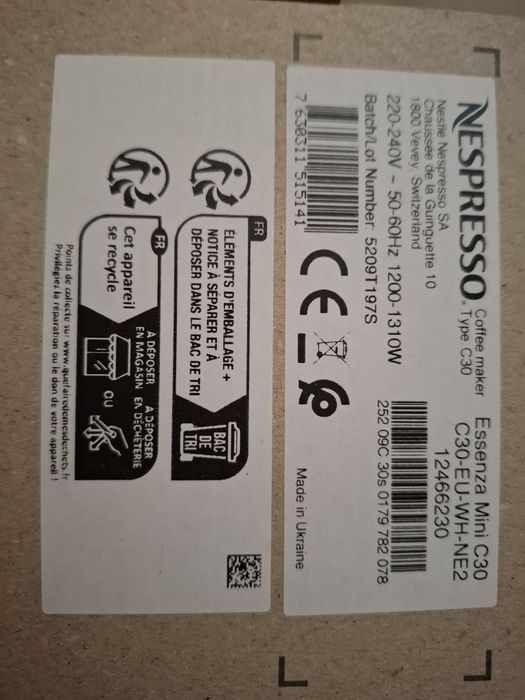 NESPRESSO®
Coffee maker
Type C30
Essenza Mini C30
C30-EU-WH-NE2
12466230
Nestlé Nespresso SA
Chaussée de la Guinguette 10
1800 Vevey, Switzerland
220-240V ~ 50-60Hz 1200-1310W
Batch/Lot Number: 5209T197S
7 630311 515141
CE
252 09C 30s 0179 782 078
Made in Ukraine
FR
ÉLÉMENTS D'EMBALLAGE +
NOTICE À SÉPARER ET À
DÉPOSER DANS LE BAC DE TRI
BAC
DE
TRI
FR
Cet appareil
se recycle
À DÉPOSER
EN MAGASIN
OU
À DÉPOSER
EN DÉCHÈTERIE
Points de collecte sur www.quefairedemesdechets.fr
Privilégiez la réparation ou le don de votre appareil !